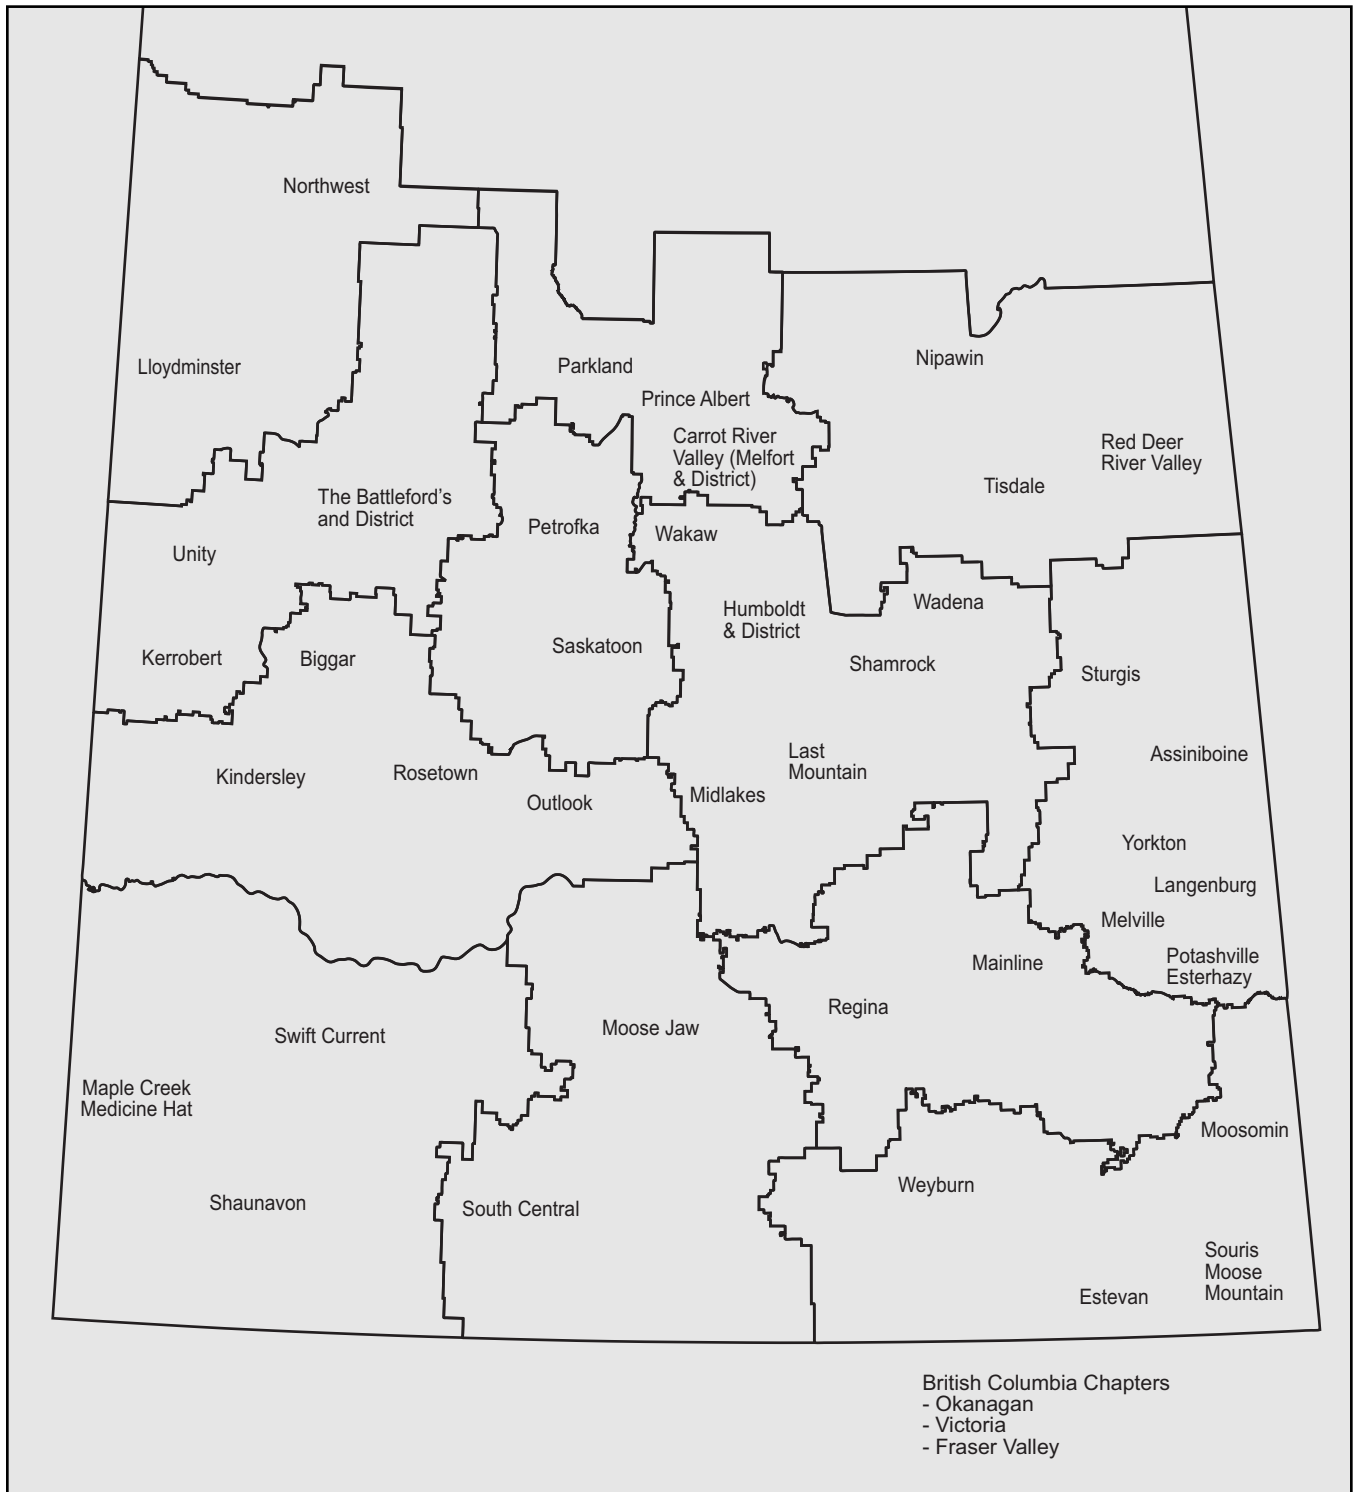 Northwest
Lloydminster
Parkland
Nipawin
Prince Albert
Carrot River
Valley (Melfort
& District)
Red Deer
River Valley
Tisdale
The Battleford’s
and District
Petrofka
Wakaw
Unity
Humboldt
& District
Wadena
Kerrobert
Biggar
Saskatoon
Shamrock
Sturgis
Kindersley
Rosetown
Outlook
Midlakes
Last
Mountain
Assiniboine
Yorkton
Langenburg
Melville
Potashville
Esterhazy
Mainline
Regina
Moose Jaw
Swift Current
Maple Creek
Medicine Hat
Moosomin
Shaunavon
South Central
Weyburn
Souris
Moose
Mountain
Estevan
British Columbia Chapters
- Okanagan
- Victoria
- Fraser Valley